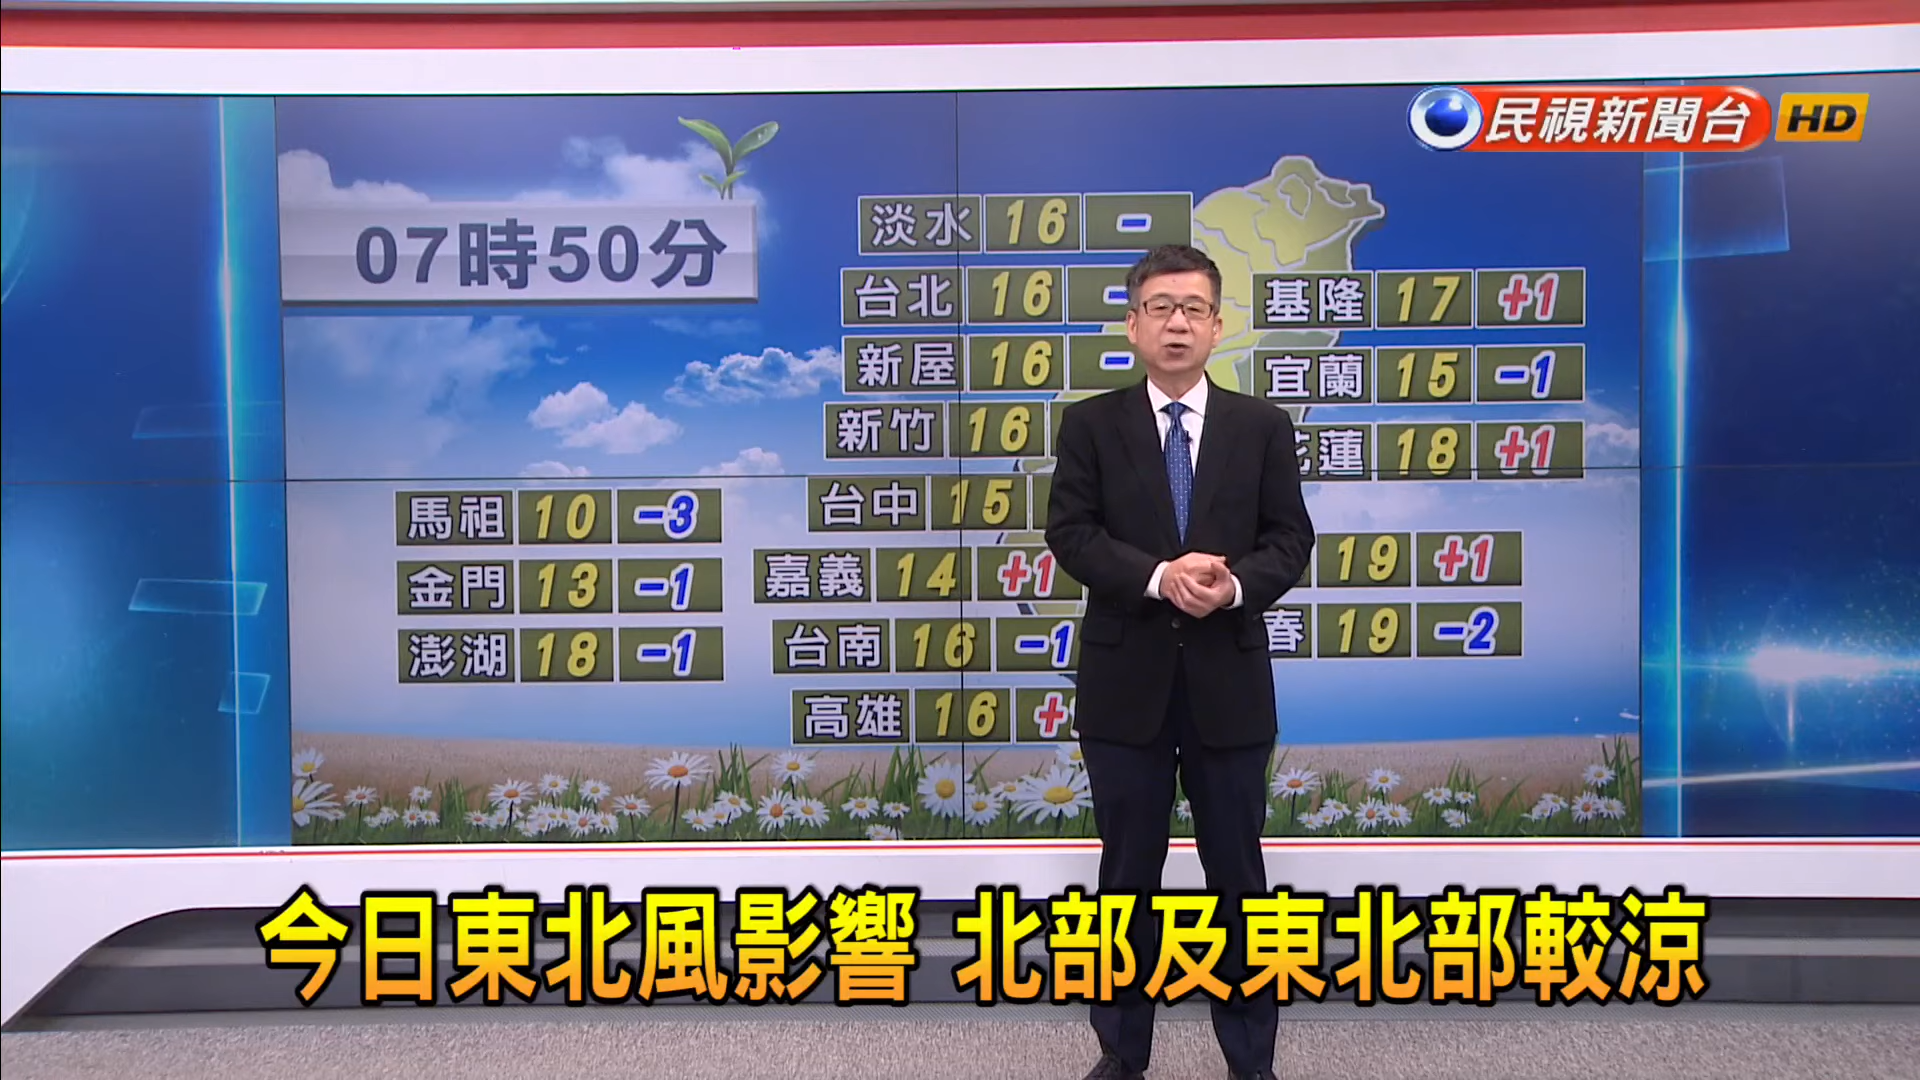 民視新聞台 HD
07時50分
淡水 16 -
台北 16 -
新屋 16 -
新竹 16
台中 15
嘉義 14 +1
台南 16 -1
高雄 16
基隆 17 +1
宜蘭 15 -1
花蓮 18 +1
19 +1
春 19 -2
馬祖 10 -3
金門 13 -1
澎湖 18 -1
今日東北風影響 北部及東北部較涼